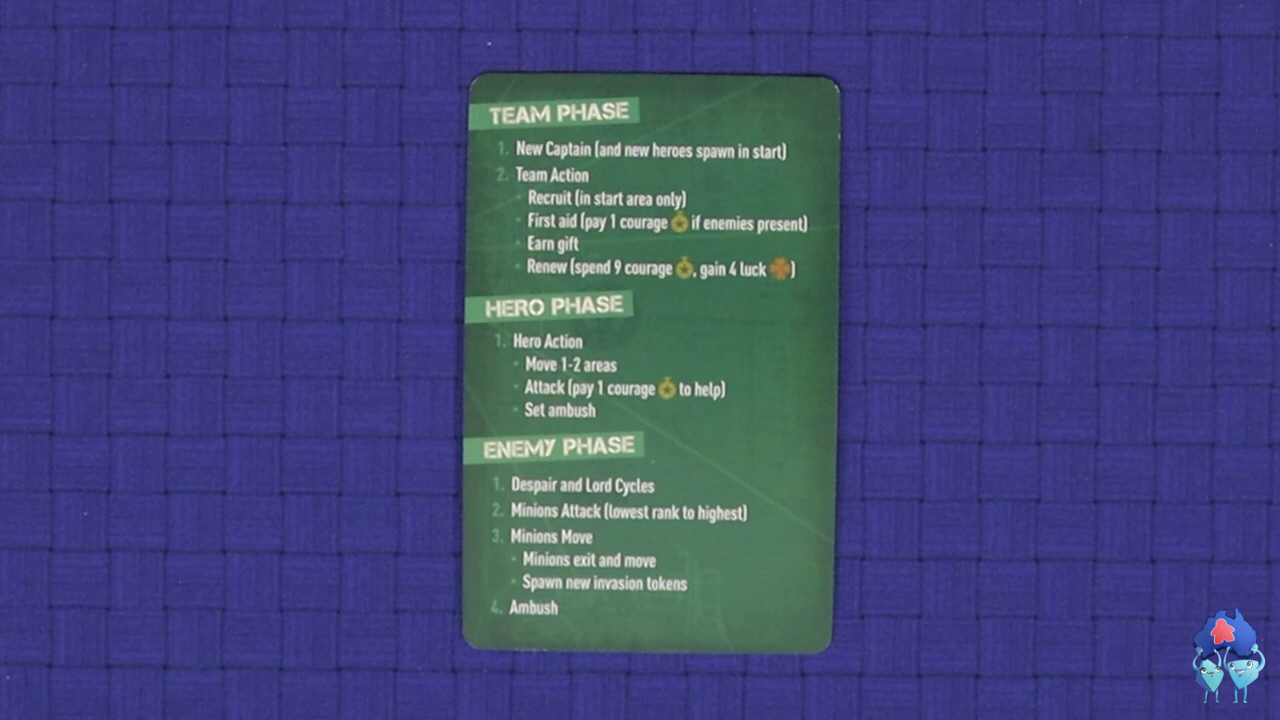 TEAM PHASE
1. New Captain (and new heroes spawn in start)
2. Team Action
· Recruit (in start area only)
· First aid (pay 1 courage if enemies present)
· Earn gift
· Renew (spend 9 courage , gain 4 luck )
HERO PHASE
1. Hero Action
· Move 1-2 areas
· Attack (pay 1 courage to help)
· Set ambush
ENEMY PHASE
1. Despair and Lord Cycles
2. Minions Attack (lowest rank to highest)
3. Minions Move
· Minions exit and move
· Spawn new invasion tokens
4. Ambush